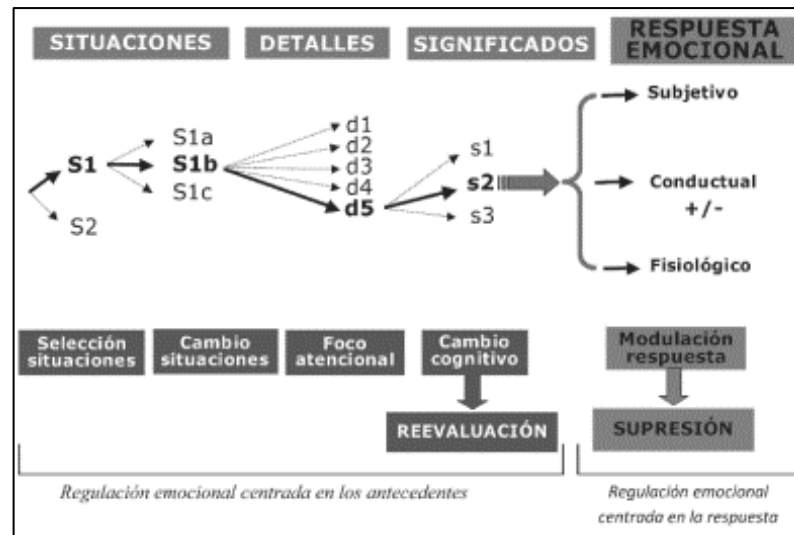 SITUACIONES DETALLES SIGNIFICADOS RESPUESTA
EMOCIONAL
Subjetivo
S1a
S1
S1b
S1c
S2
d1
d2
d3
d4
d5
s1
s2
s3
Conductual
+/-
Fisiológico
Selección
situaciones
Cambio
situaciones
Foco
atencional
Cambio
cognitivo
Modulación
respuesta
REEVALUACIÓN
SUPRESIÓN
Regulación emocional centrada en los antecedentes
Regulación emocional
centrada en la respuesta